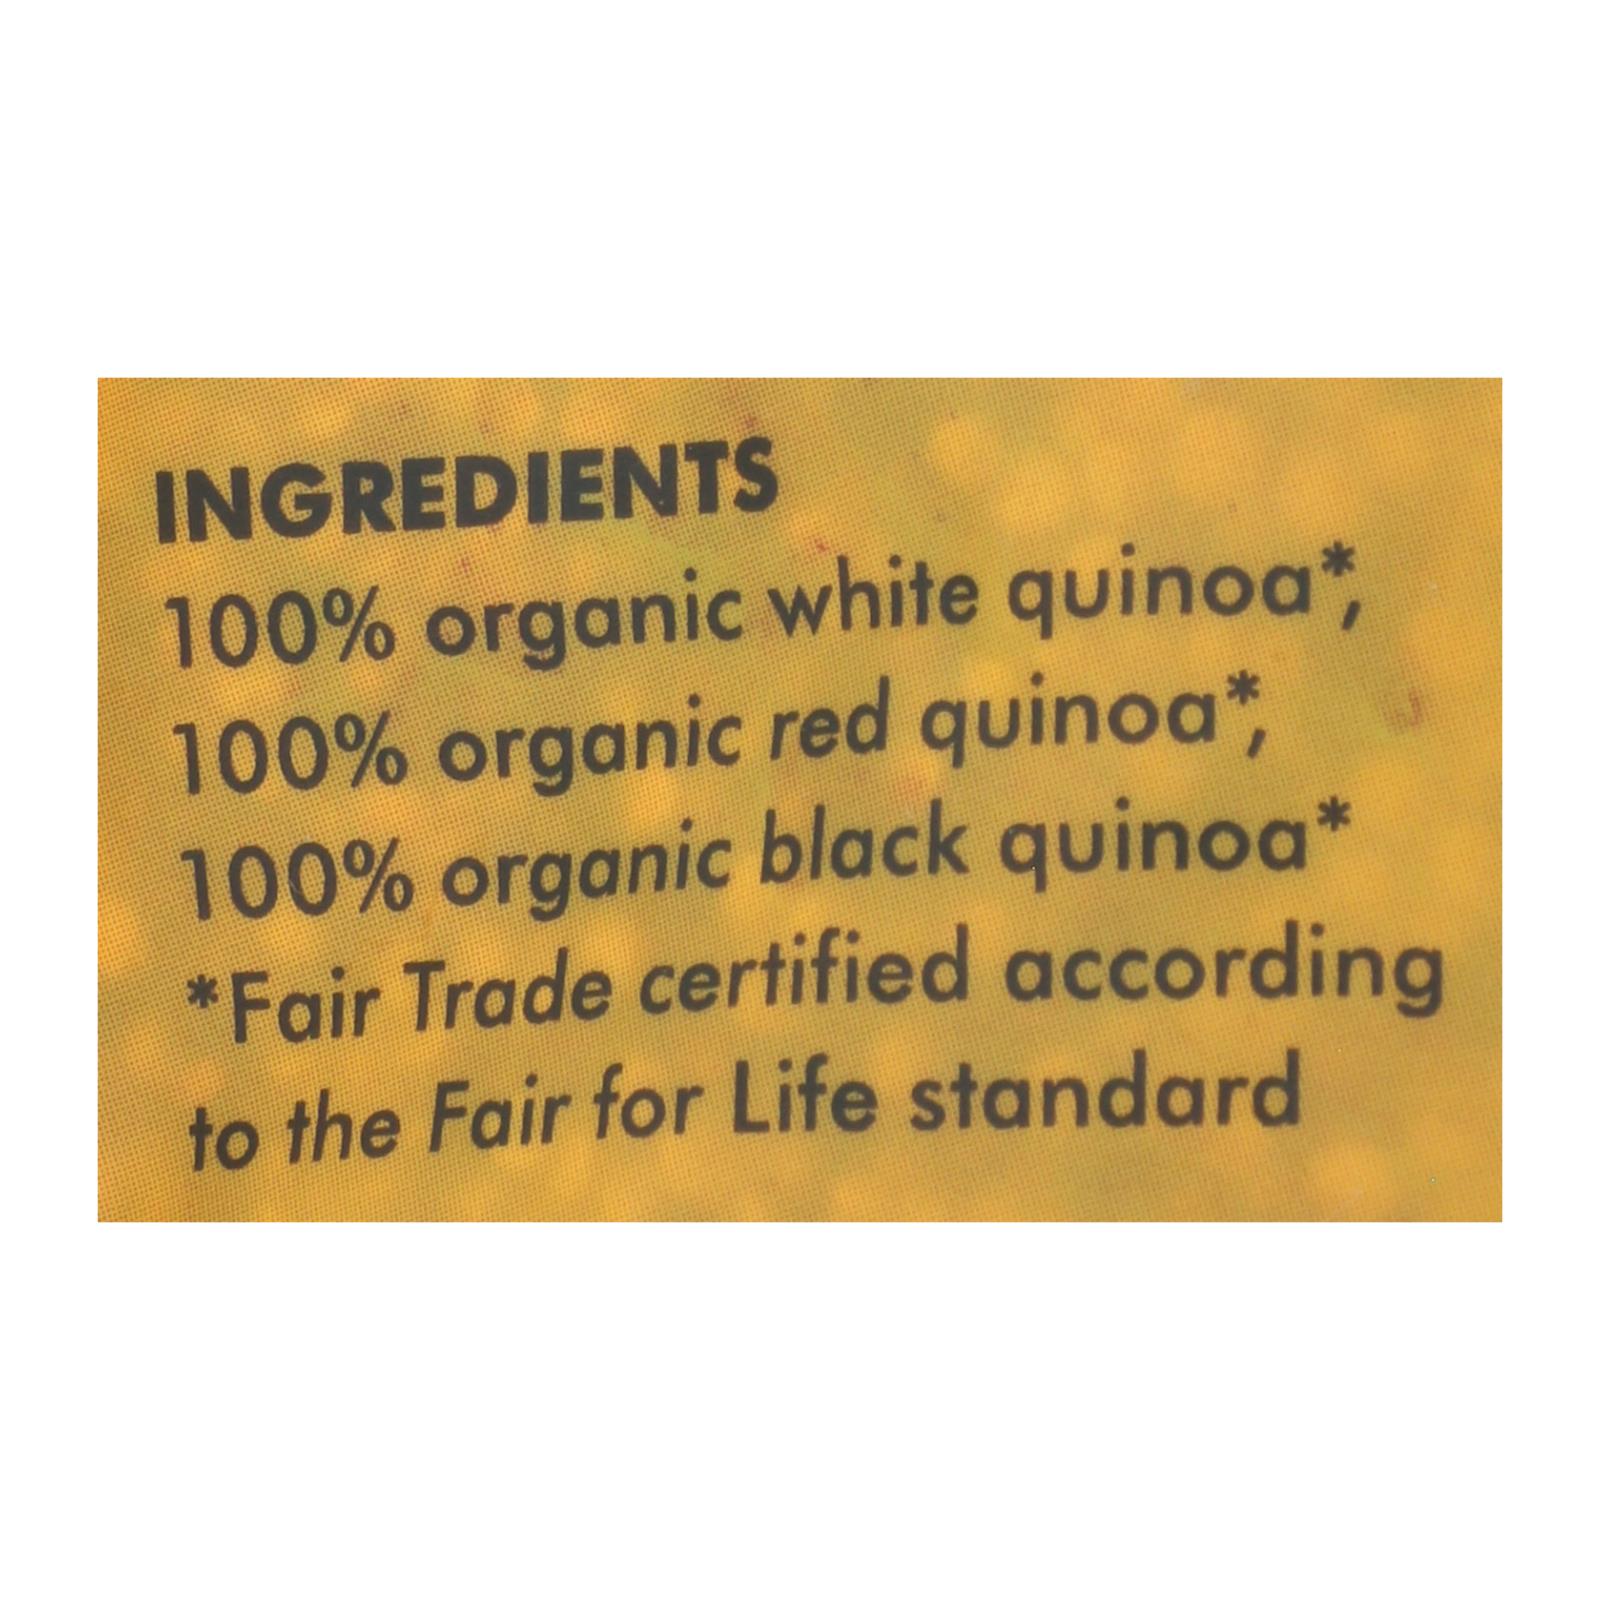 INGREDIENTS
100% organic white quinoa*,
100% organic red quinoa*,
100% organic black quinoa*
*Fair Trade certified according
to the Fair for Life standard